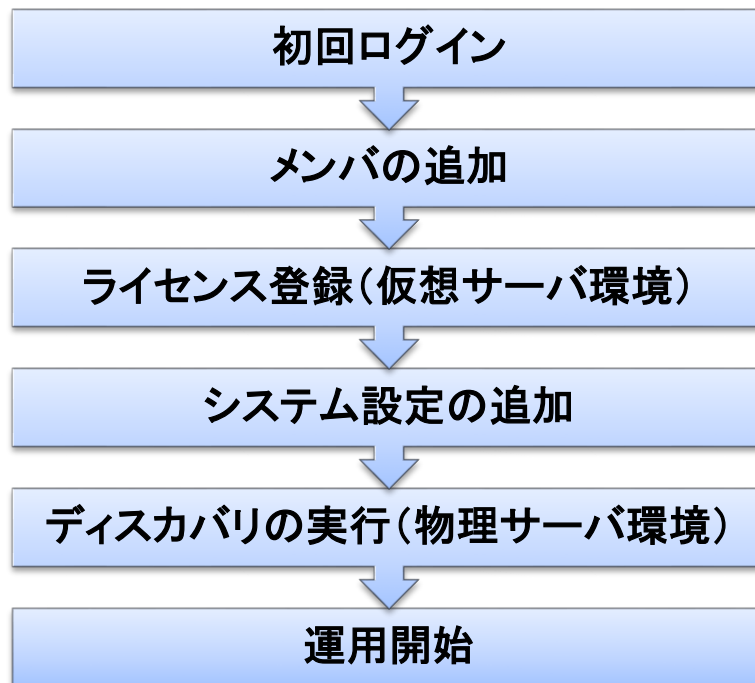 初回ログイン
メンバの追加
ライセンス登録(仮想サーバ環境)
システム設定の追加
ディスカバリの実行(物理サーバ環境)
運用開始